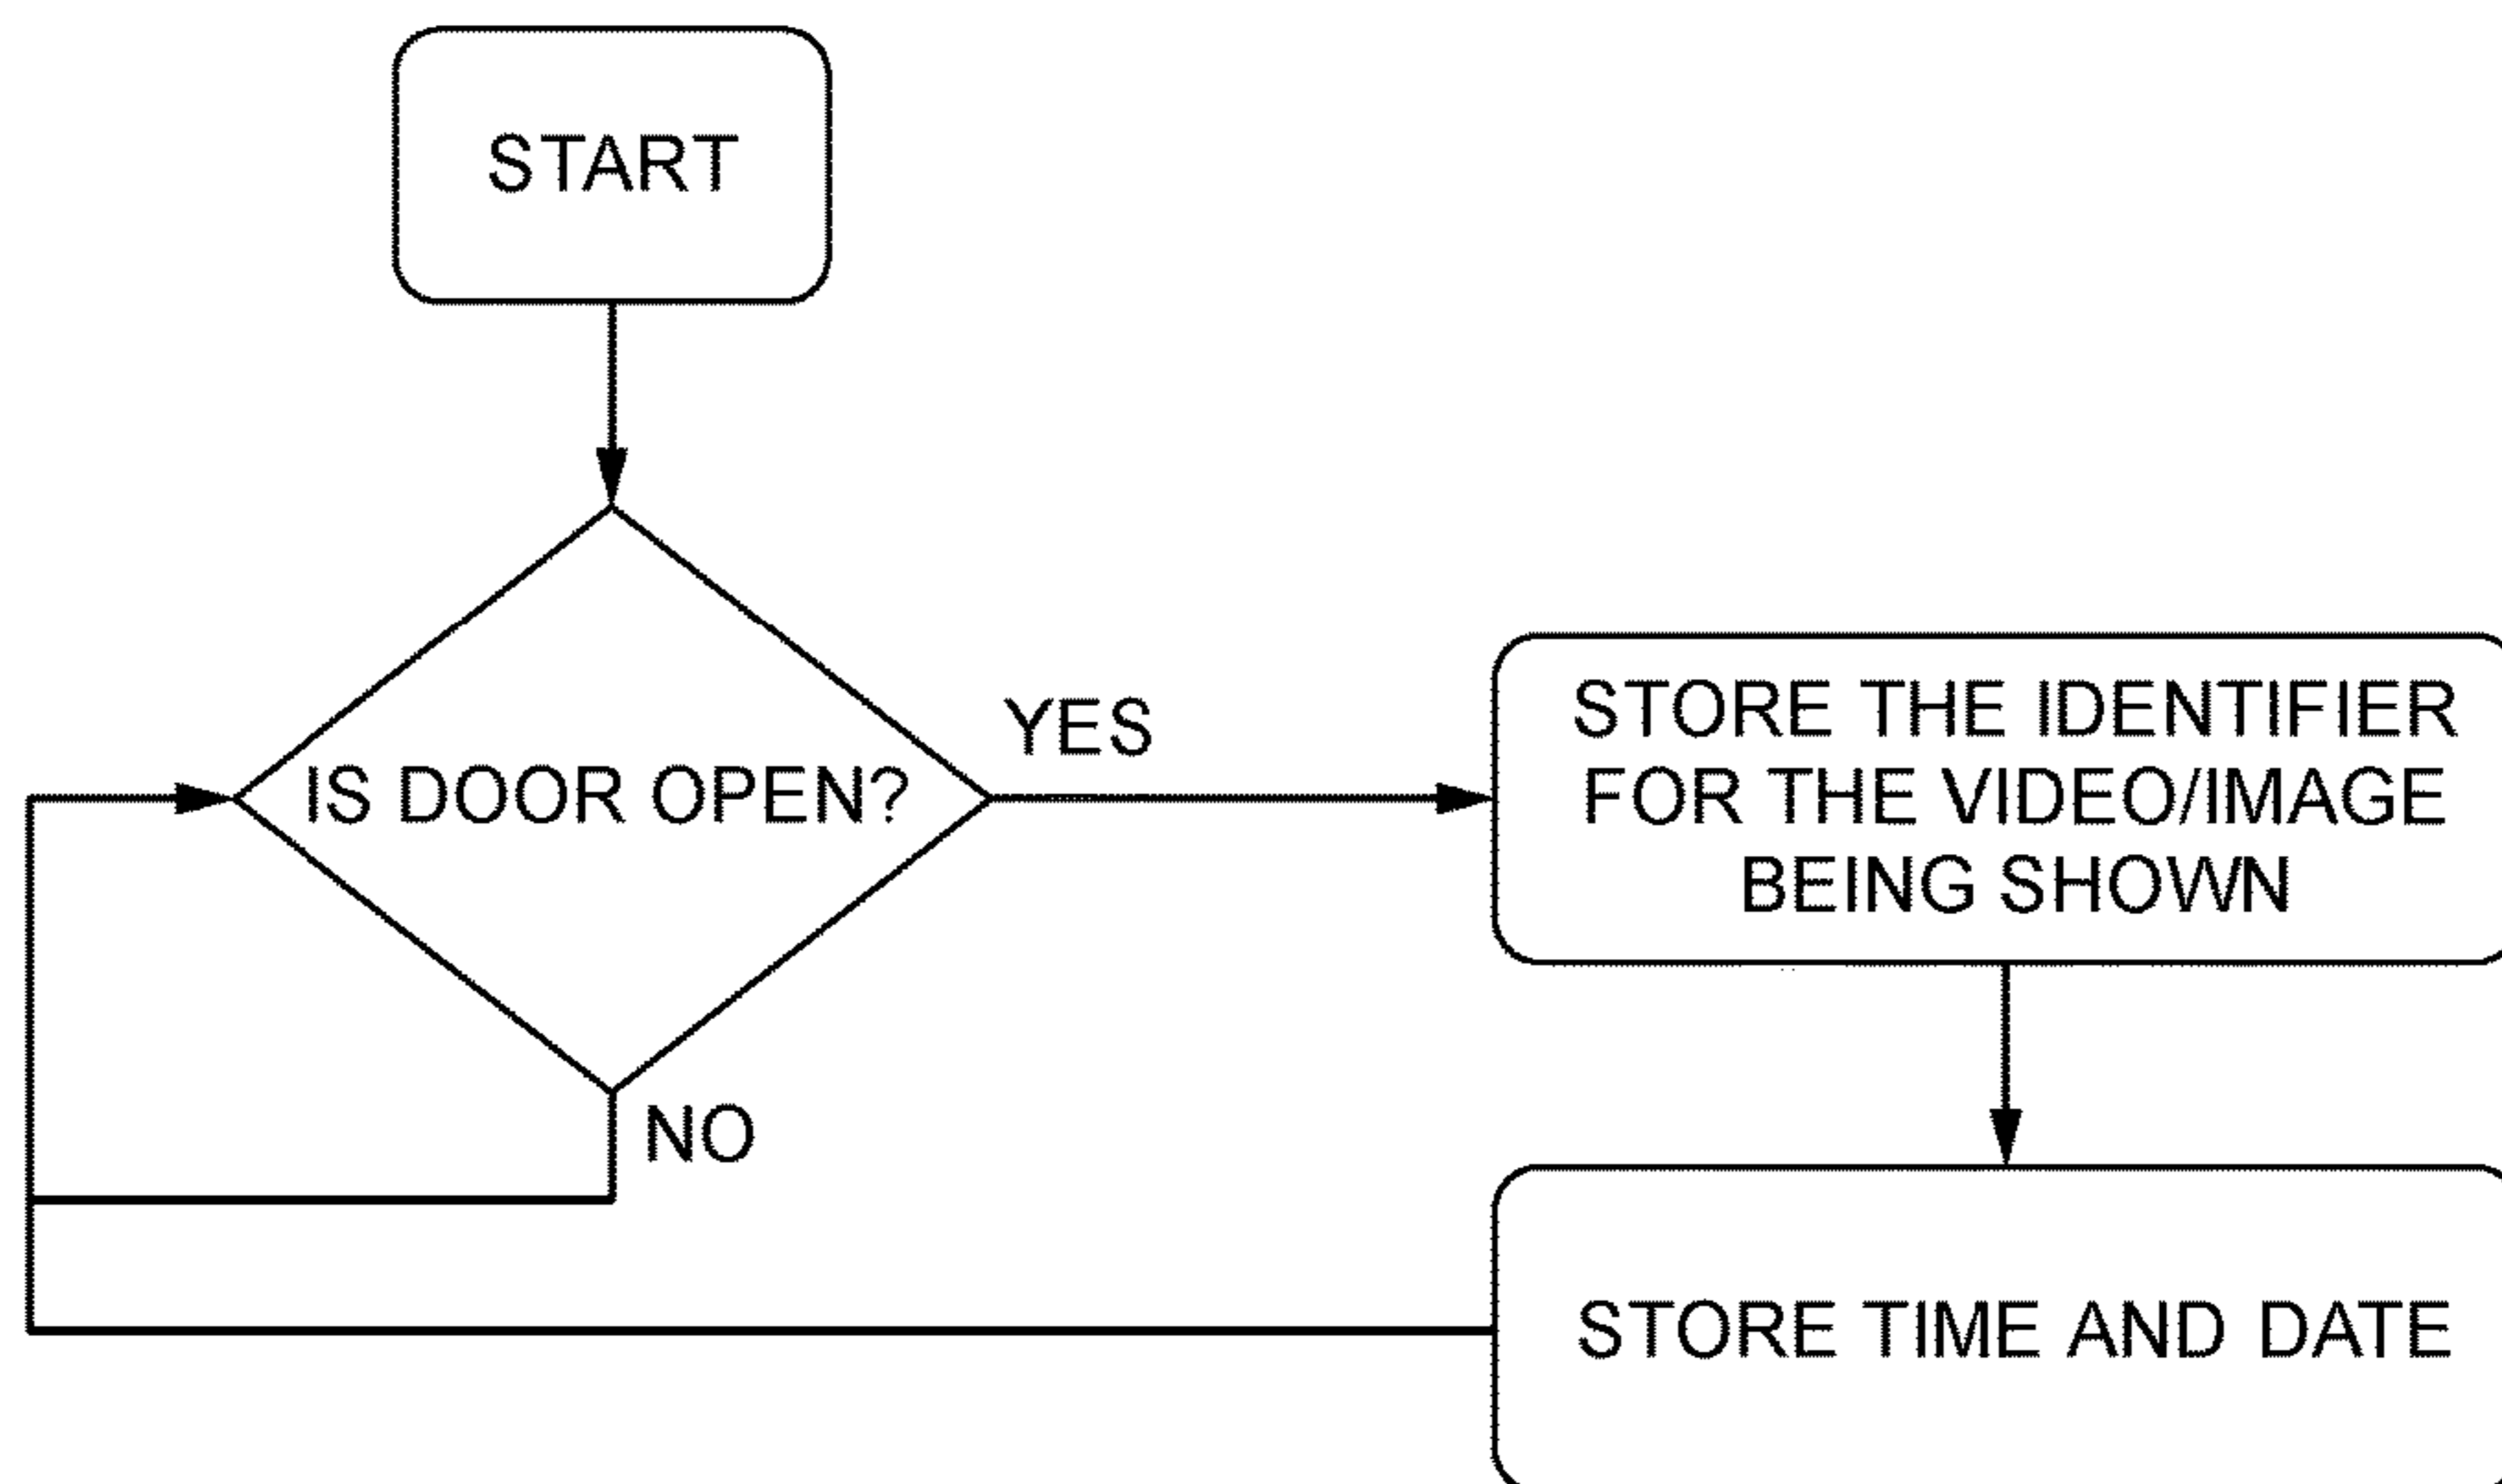 START
IS DOOR OPEN?
YES
STORE THE IDENTIFIER
FOR THE VIDEO/IMAGE
BEING SHOWN
NO
STORE TIME AND DATE